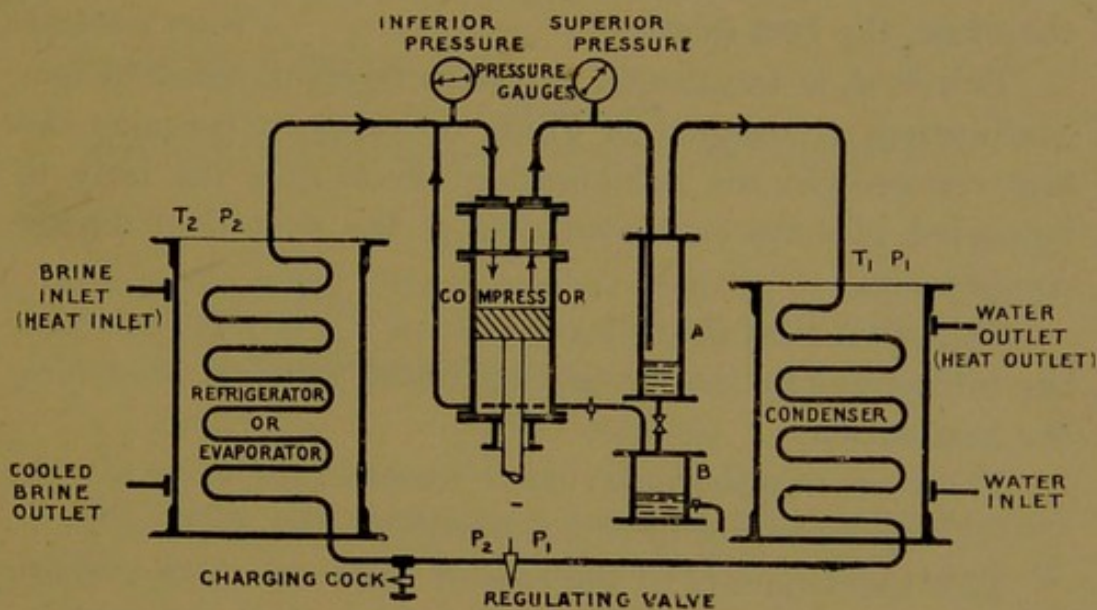 INFERIOR PRESSURE
SUPERIOR PRESSURE
PRESSURE GAUGES
T₂ P₂
T₁ P₁
BRINE
INLET
(HEAT INLET)
COMPRESSOR
A
WATER
OUTLET
(HEAT OUTLET)
REFRIGERATOR
OR
EVAPORATOR
CONDENSER
COOLED
BRINE
OUTLET
B
WATER
INLET
P₂ P₁
CHARGING COCK
REGULATING VALVE